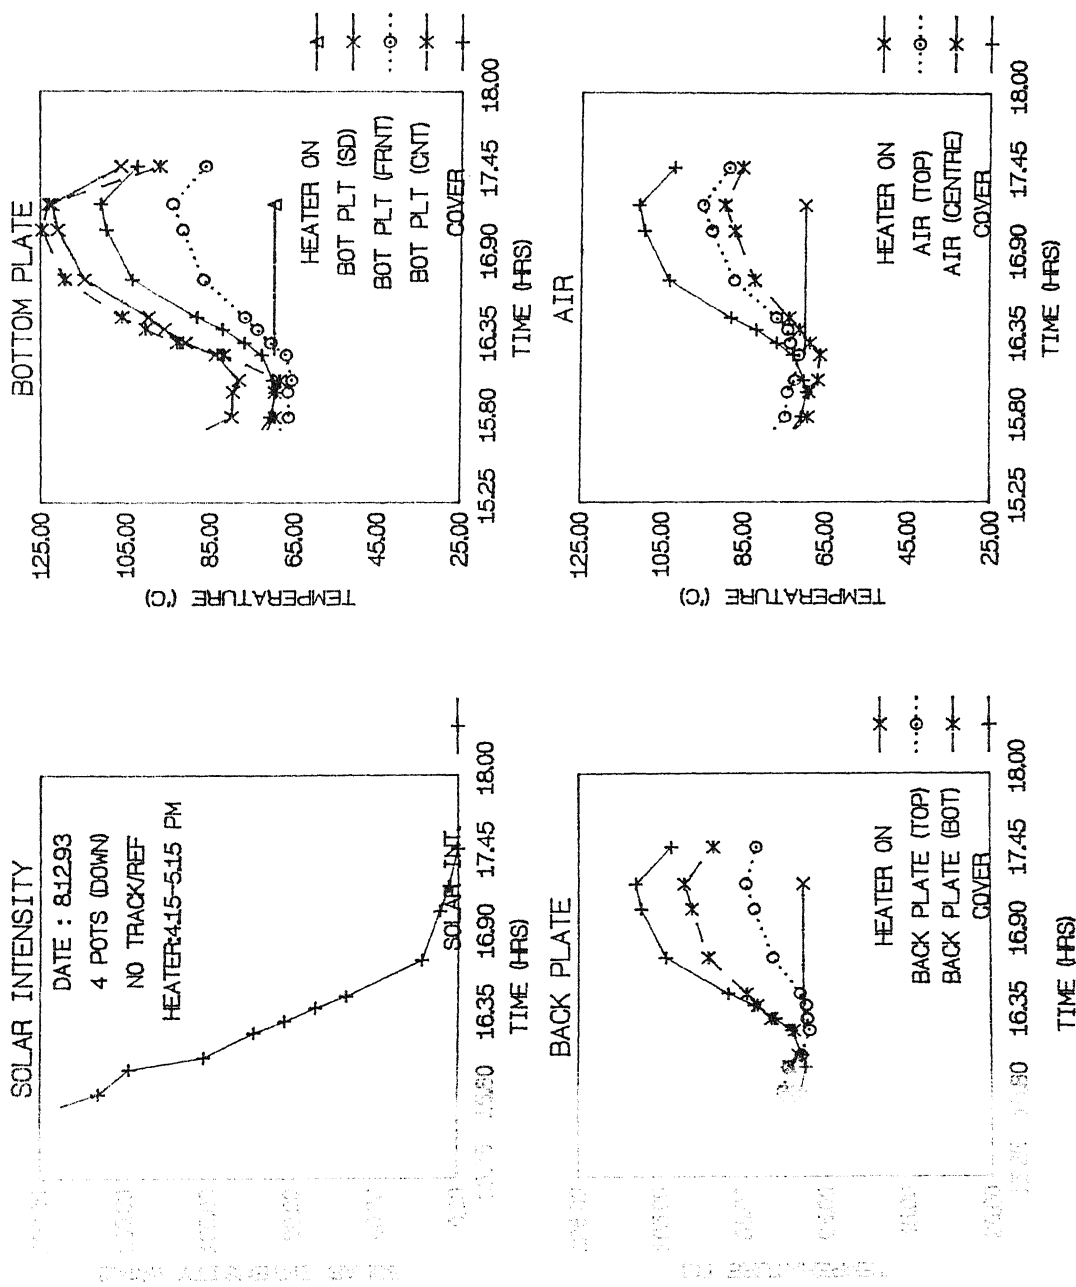 SOLAR INTENSITY
DATE : 8.12.93
4 POTS (DOWN)
NO TRACK/REF
HEATER:4.15-5.15 PM
SOLAR INT.
16.35 16.90 17.45 18.00
TIME (HRS)
BOTTOM PLATE
125.00
105.00
85.00
65.00
45.00
25.00
TEMPERATURE (°C)
HEATER ON
BOT PLT (SD)
BOT PLT (FRNT)
BOT PLT (CNT)
COVER
15.25 15.80 16.35 16.90 17.45 18.00
TIME (HRS)
BACK PLATE
HEATER ON
BACK PLATE (TOP)
BACK PLATE (BOT)
COVER
16.35 16.90 17.45 18.00
TIME (HRS)
AIR
125.00
105.00
85.00
65.00
45.00
25.00
TEMPERATURE (°C)
HEATER ON
AIR (TOP)
AIR (CENTRE)
COVER
15.25 15.80 16.35 16.90 17.45 18.00
TIME (HRS)